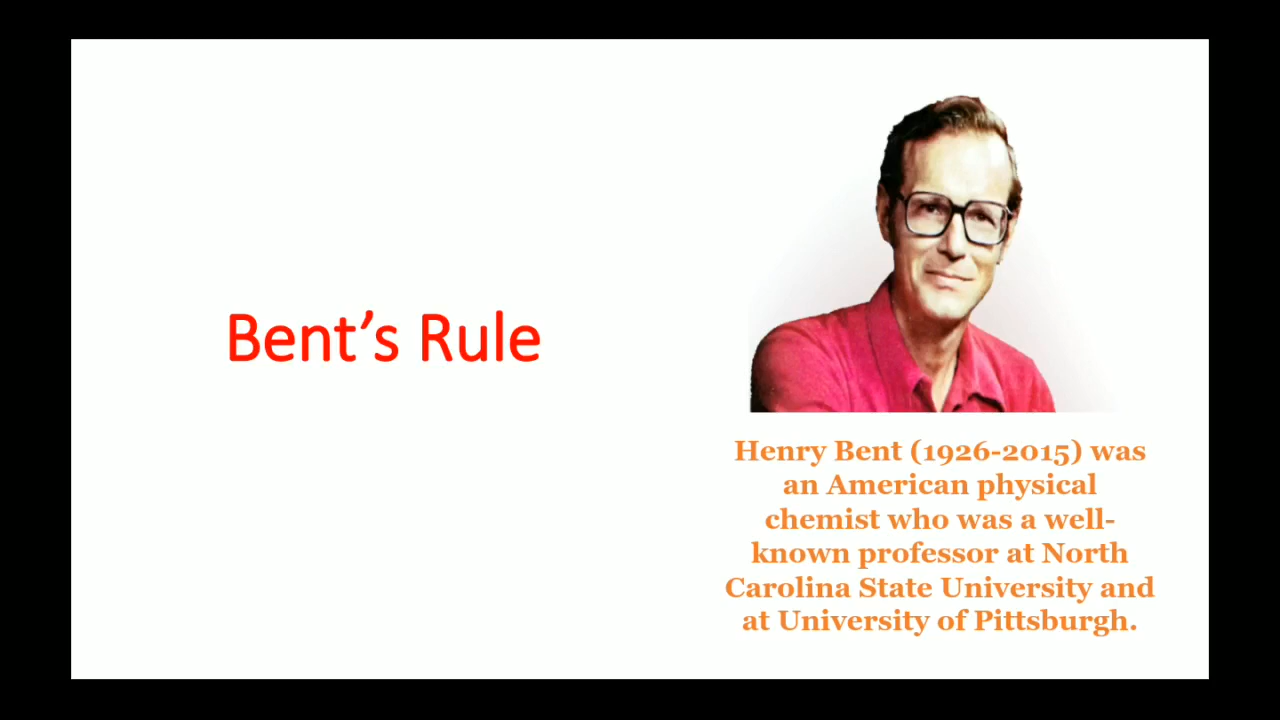 Bent’s Rule
Henry Bent (1926-2015) was
an American physical
chemist who was a well-
known professor at North
Carolina State University and
at University of Pittsburgh.